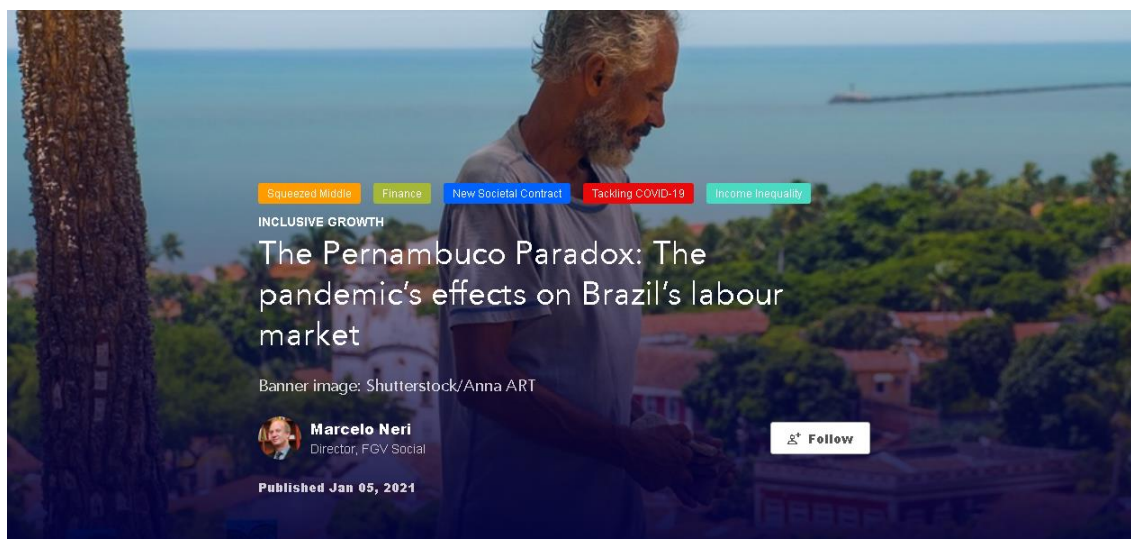 Squeezed Middle Finance New Societal Contract Tackling COVID-19 Income Inequality
INCLUSIVE GROWTH
The Pernambuco Paradox: The
pandemic's effects on Brazil's labour
market
Banner image: Shutterstock/Anna ART
Marcelo Neri
Director, FGV Social
Follow
Published Jan 05, 2021